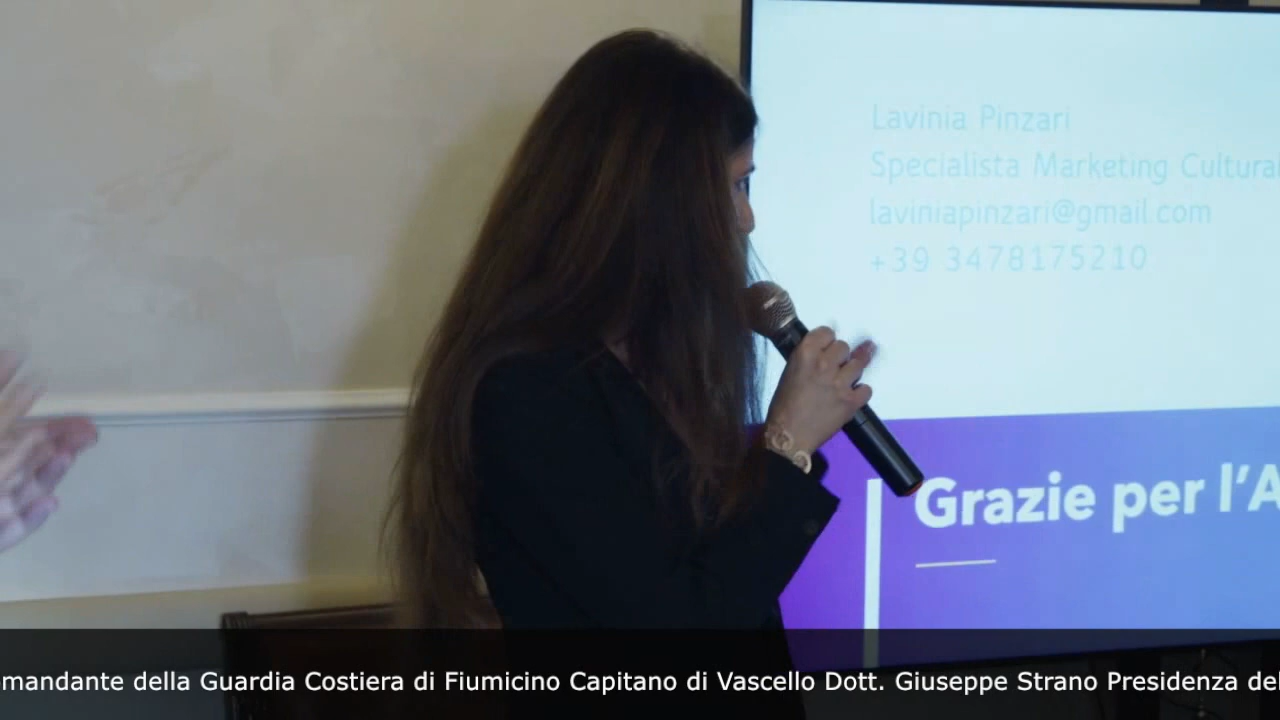 Lavinia Pinzari
Specialista Marketing Cultural
laviniapinzari@gmail.com
+39 3478175210
Grazie per l'A
omandante della Guardia Costiera di Fiumicino Capitano di Vascello Dott. Giuseppe Strano Presidenza del